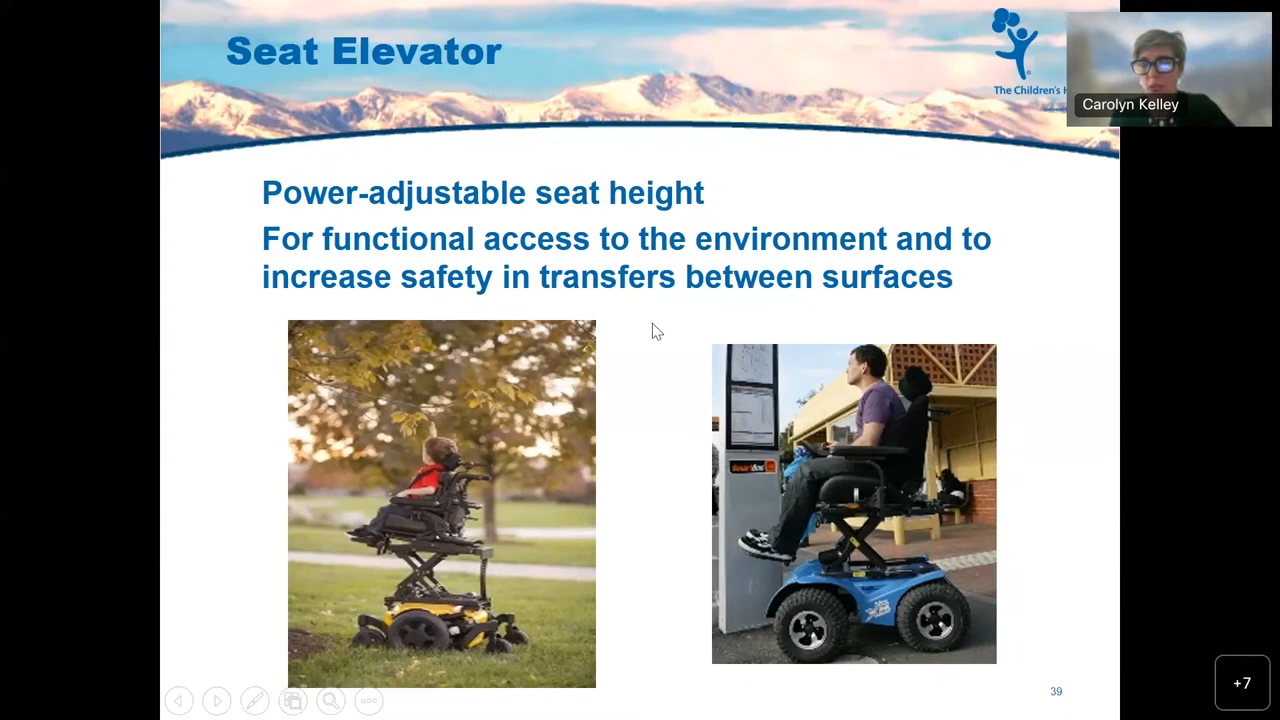 Seat Elevator
The Children's H
Carolyn Kelley
Power-adjustable seat height
For functional access to the environment and to
increase safety in transfers between surfaces
39
+7